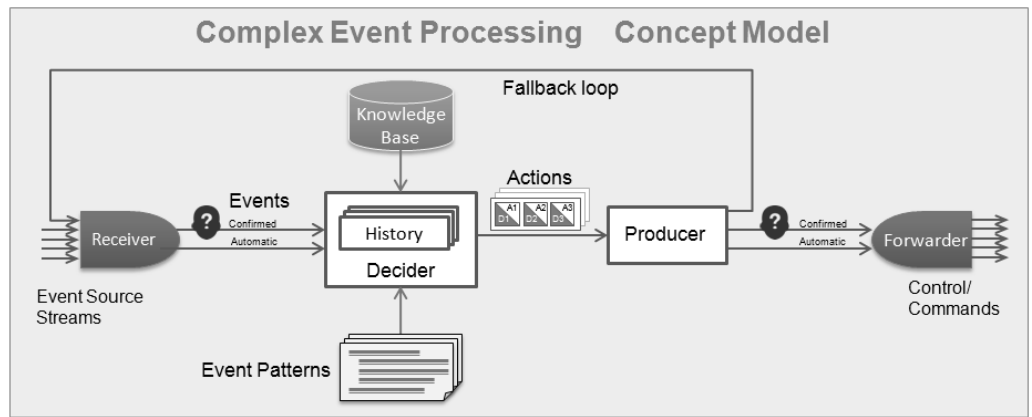 Complex Event Processing Concept Model
Fallback loop
Knowledge
Base
Events
Actions
?
Confirmed
Automatic
Receiver
History
Decider
A1 A2 A3
D1 D2 D3
Producer
?
Confirmed
Automatic
Forwarder
Event Source
Streams
Control/
Commands
Event Patterns